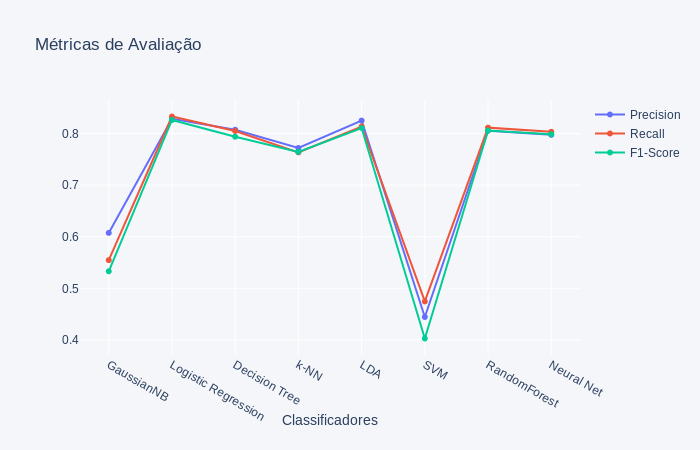 Métricas de Avaliação
Precision
Recall
F1-Score
0.8
0.7
0.6
0.5
0.4
GaussianNB
Logistic Regression
Decision Tree
k-NN
LDA
SVM
RandomForest
Neural Net
Classificadores